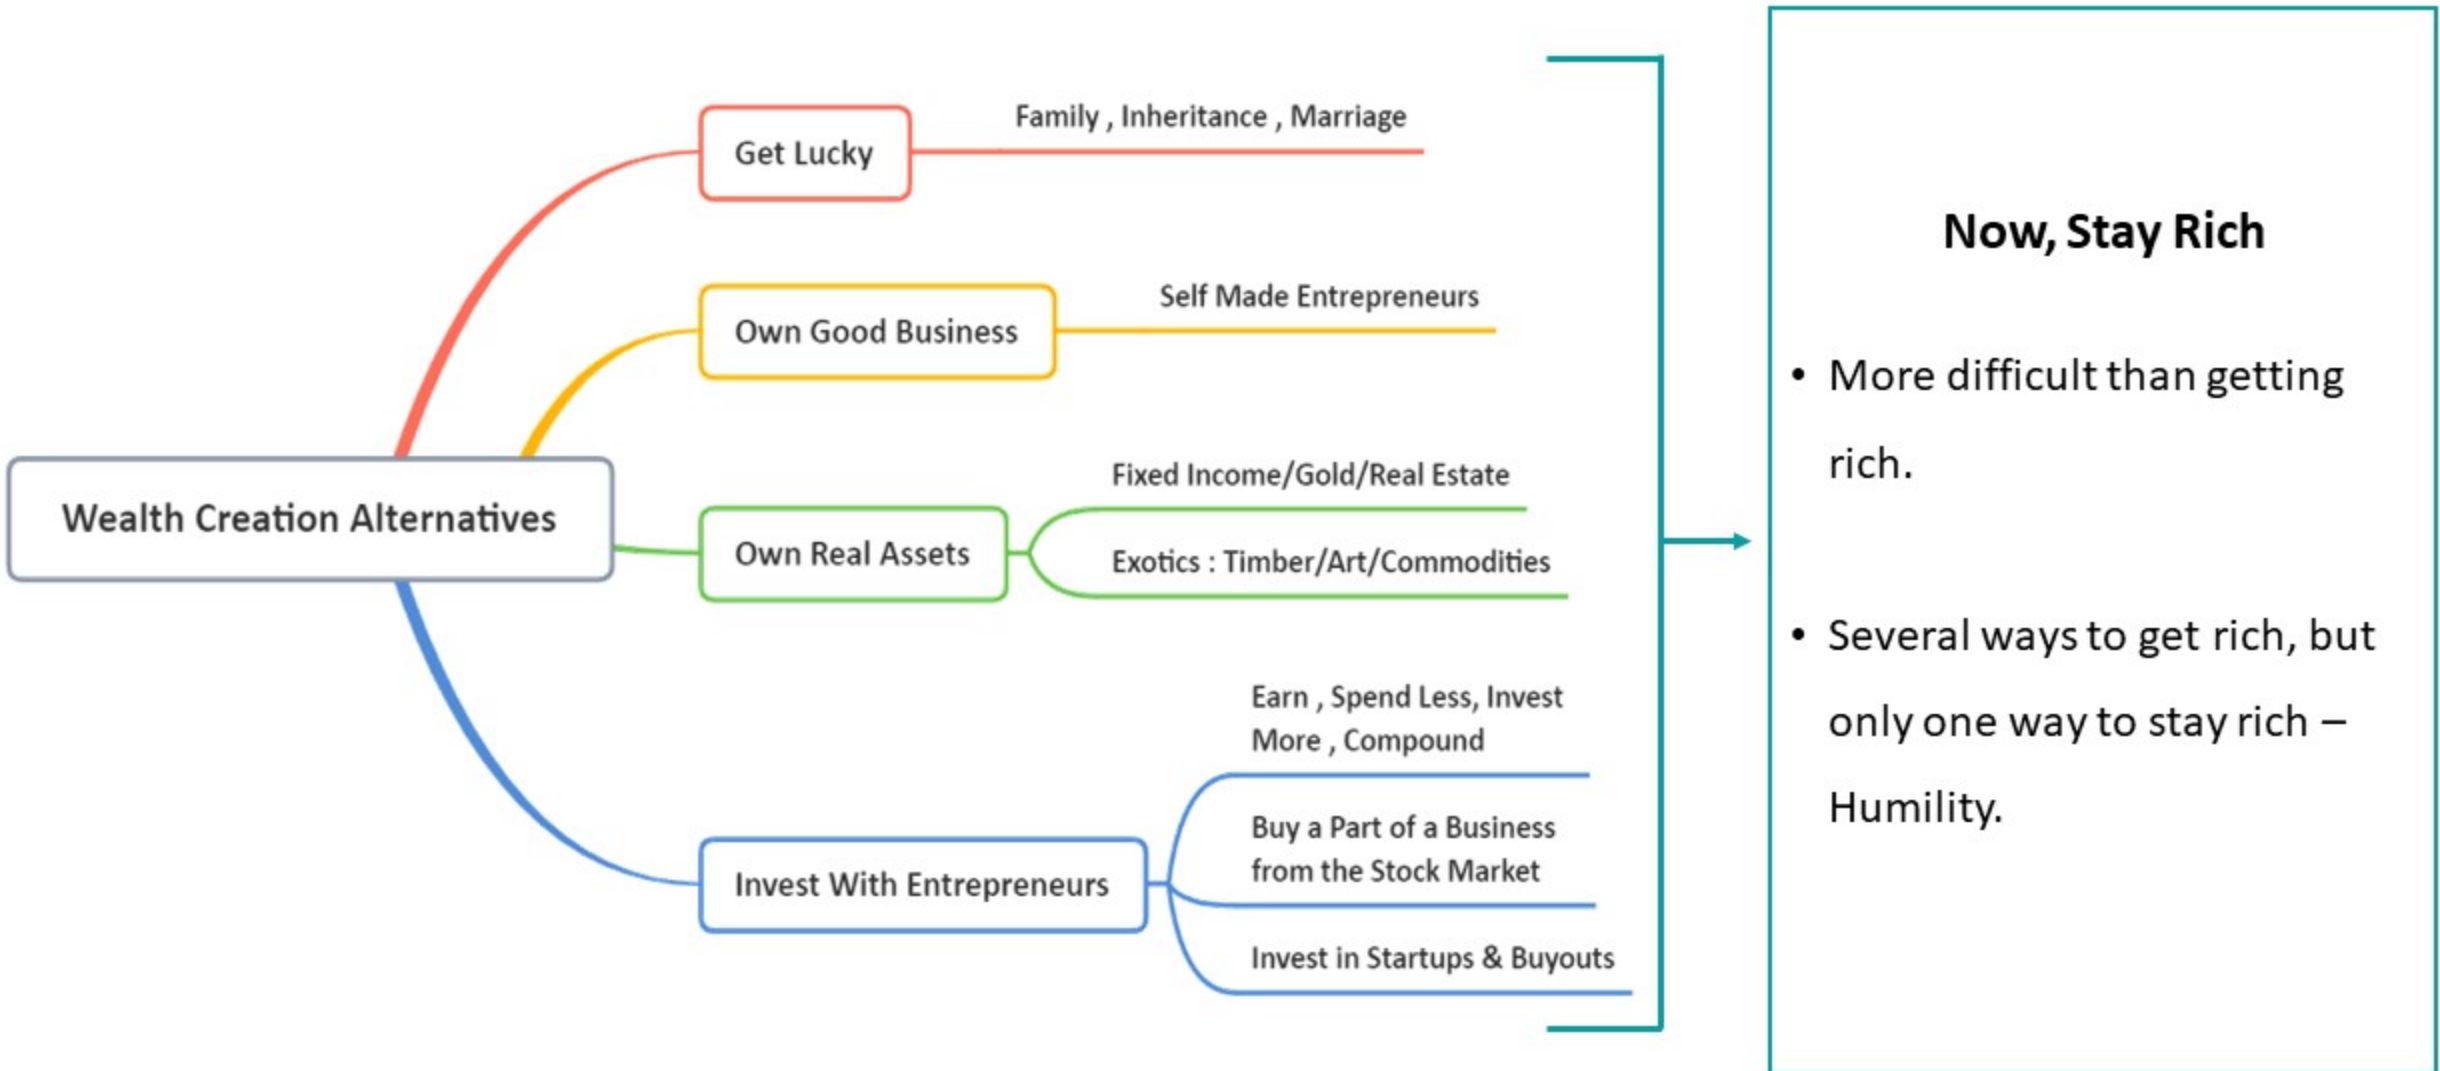 Wealth Creation Alternatives
Get Lucky
Family , Inheritance , Marriage
Own Good Business
Self Made Entrepreneurs
Own Real Assets
Fixed Income/Gold/Real Estate
Exotics : Timber/Art/Commodities
Invest With Entrepreneurs
Earn , Spend Less, Invest
More , Compound
Buy a Part of a Business
from the Stock Market
Invest in Startups & Buyouts
Now, Stay Rich
• More difficult than getting
rich.
• Several ways to get rich, but
only one way to stay rich –
Humility.